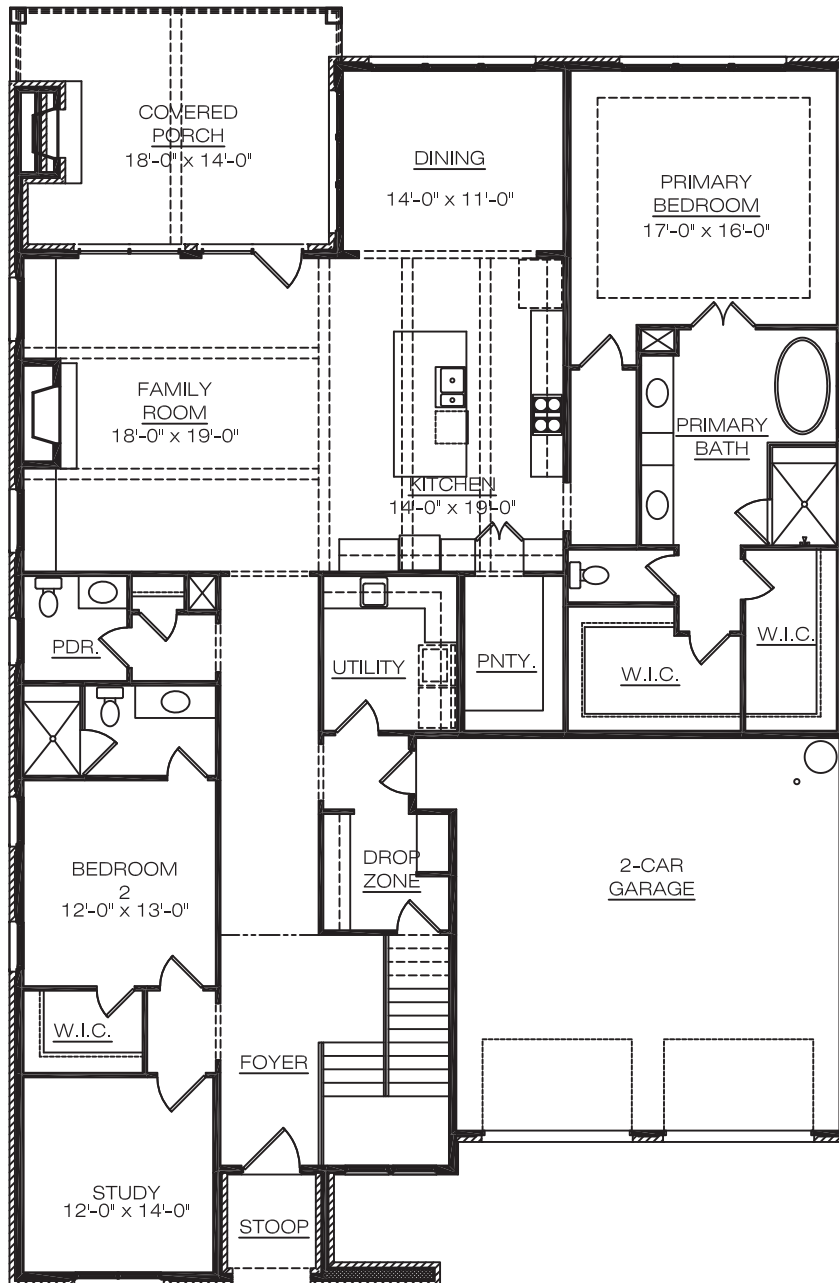 COVERED
PORCH
18'-0" x 14'-0"
DINING
14'-0" x 11'-0"
PRIMARY
BEDROOM
17'-0" x 16'-0"
FAMILY
ROOM
18'-0" x 19'-0"
KITCHEN
14'-0" x 19'-0"
PRIMARY
BATH
PDR.
UTILITY
PNTY.
W.I.C.
W.I.C.
BEDROOM
2
12'-0" x 13'-0"
DROP
ZONE
2-CAR
GARAGE
W.I.C.
FOYER
STUDY
12'-0" x 14'-0"
STOOP